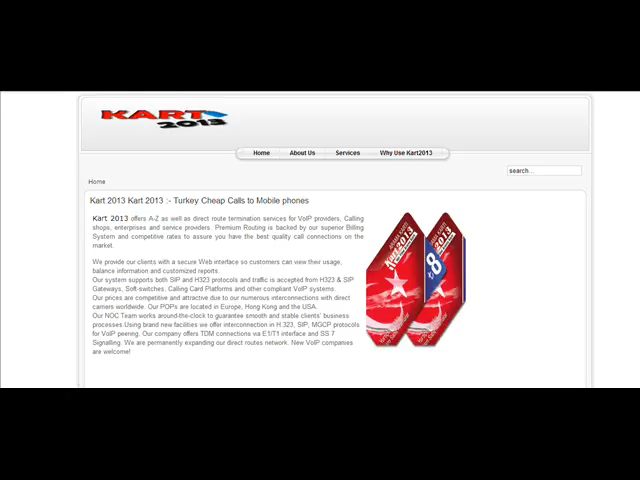 KART
2013
Home About Us Services Why Use Kart2013
search...
Home
Kart 2013 Kart 2013 :- Turkey Cheap Calls to Mobile phones
Kart 2013 offers A-Z as well as direct route termination services for VoIP providers, Calling
shops, enterprises and service providers. Premium Routing is backed by our superior Billing
System and competitive rates to assure you have the best quality call connections on the
market.
We provide our clients with a secure Web interface so customers can view their usage,
balance information and customized reports.
Our system supports both SIP and H323 protocols and traffic is accepted from H323 & SIP
Gateways, Soft-switches, Calling Card Platforms and other compliant VoIP systems.
Our prices are competitive and attractive due to our numerous interconnections with direct
carriers worldwide. Our POPs are located in Europe, Hong Kong and the USA.
Our NOC Team works around-the-clock to guarantee smooth and stable clients' business
processes.Using brand new facilities we offer interconnection in H.323, SIP, MGCP protocols
for VoIP peering. Our company offers TDM connections via E1/T1 interface and SS 7
Signalling. We are permanently expanding our direct routes network. New VoIP companies
are welcome!
Kart2013
2013
8